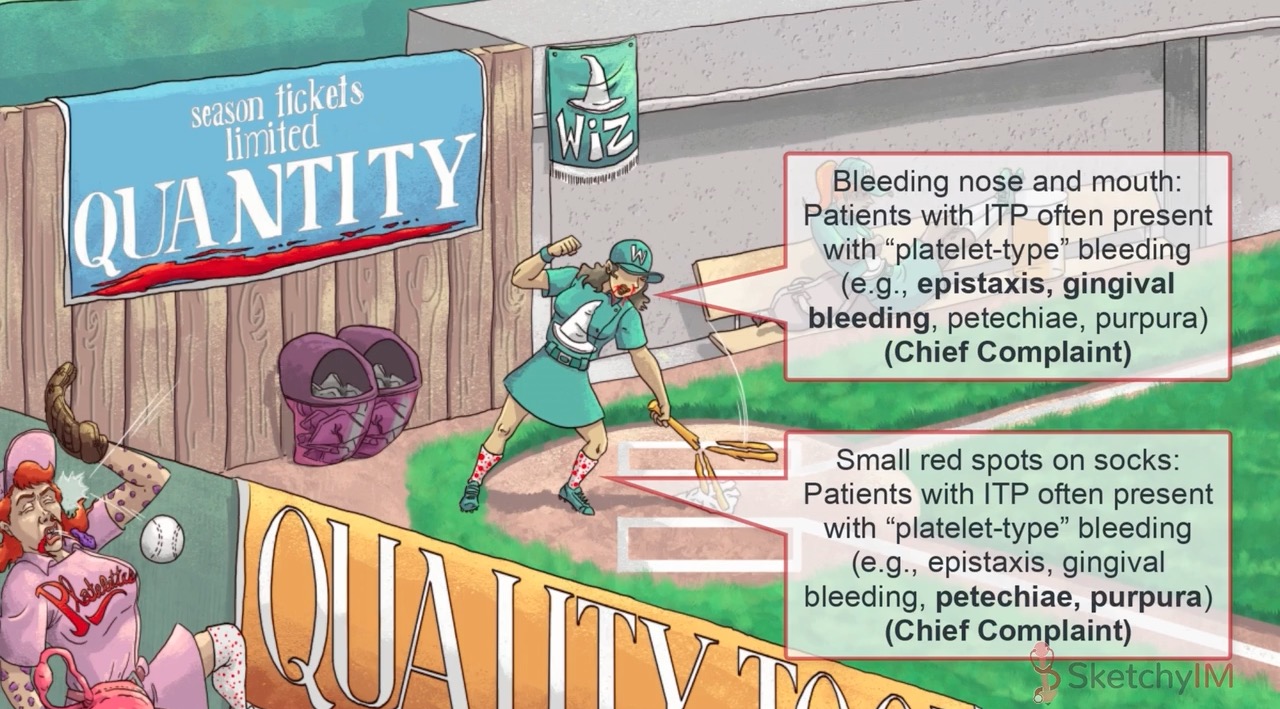 season tickets
limited
QUANTITY
WiZ
W
Bleeding nose and mouth:
Patients with ITP often present
with “platelet-type” bleeding
(e.g., epistaxis, gingival
bleeding, petechiae, purpura)
(Chief Complaint)
Small red spots on socks:
Patients with ITP often present
with “platelet-type” bleeding
(e.g., epistaxis, gingival
bleeding, petechiae, purpura)
(Chief Complaint)
Platelettes
QUALITY TO
SketchyIM